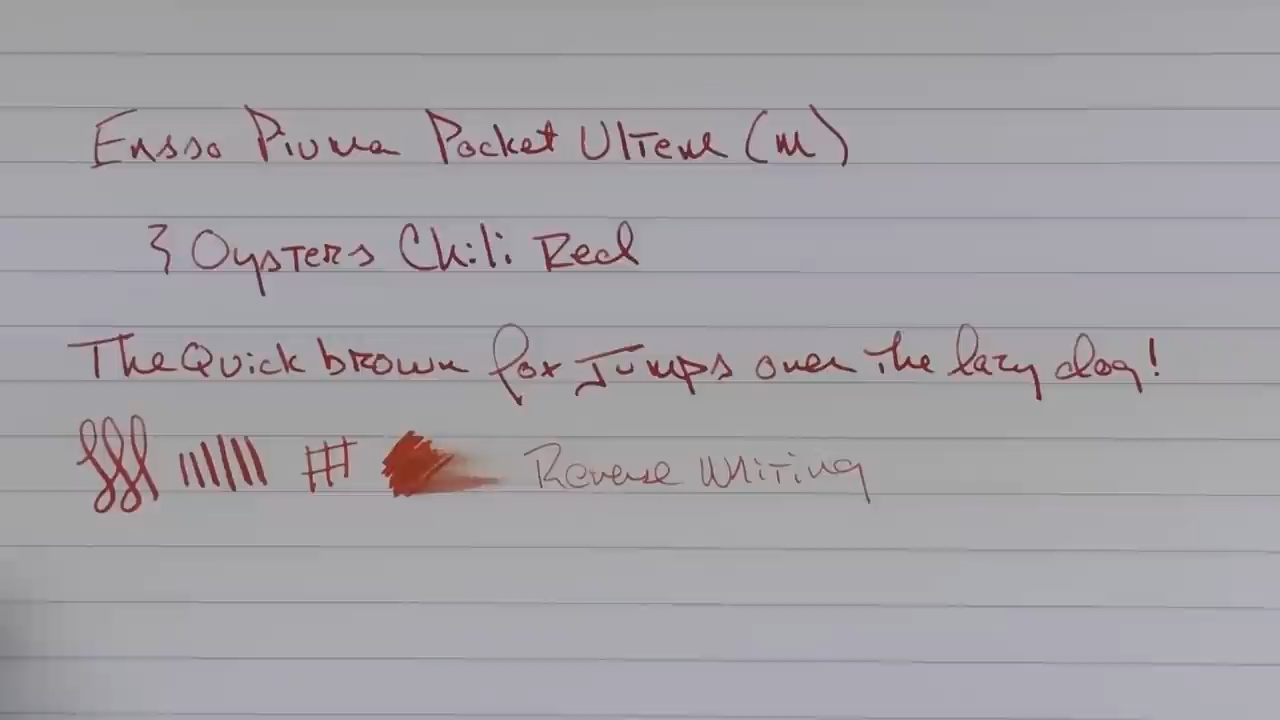 Ensso Piuma Pocket Ultem (M)
3 Oysters Chili Red
The Quick brown fox Jumps over The lazy dog!
Reverse Writing